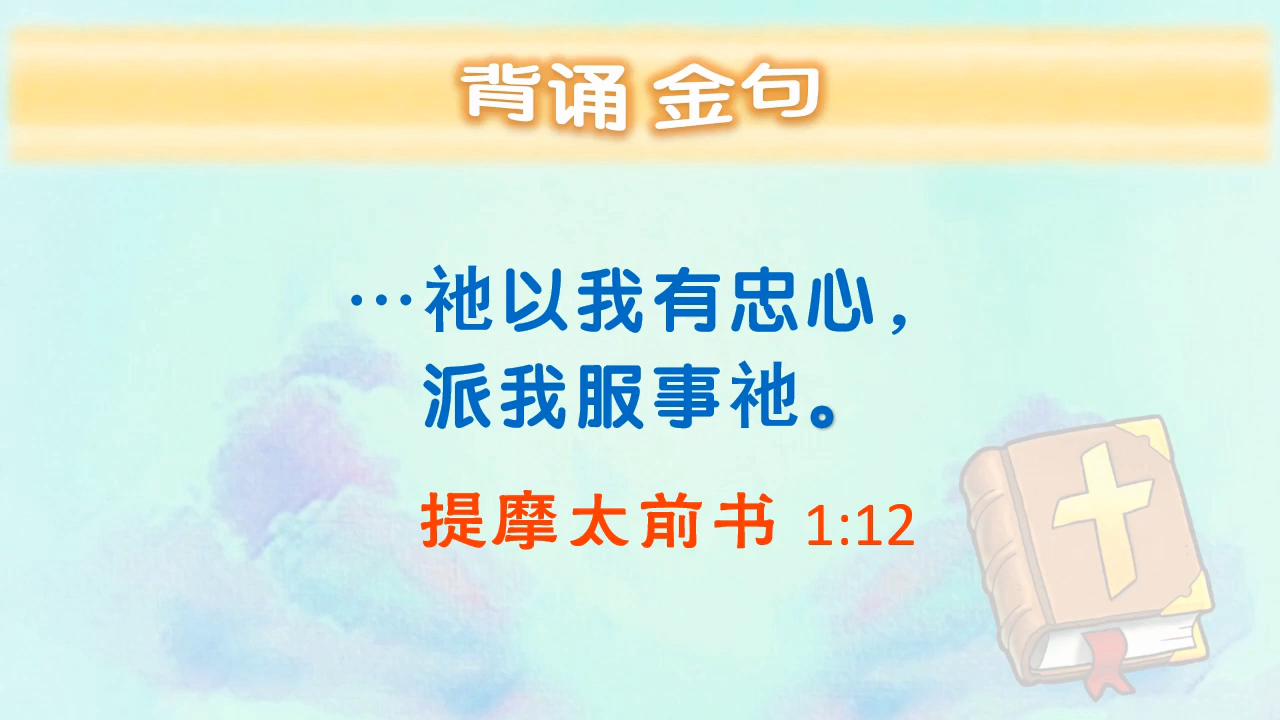 背诵 金句
…祂以我有忠心，
派我服事祂。
提摩太前书 1:12